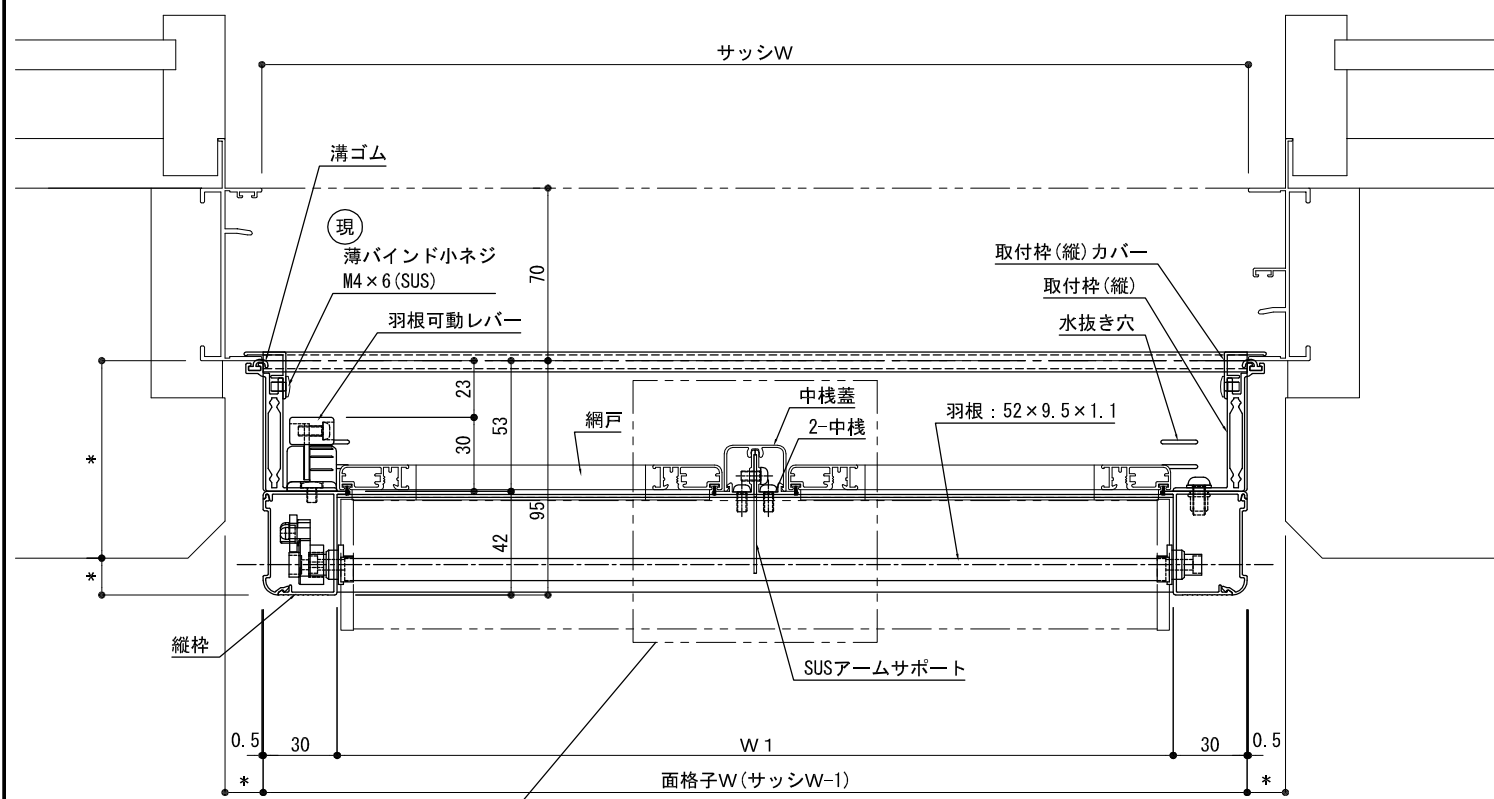 サッシW
溝ゴム
現
薄バインド小ネジ
M4×6(SUS)
羽根可動レバー
70
取付枠(縦)カバー
取付枠(縦)
水抜き穴
23
30
53
網戸
中桟蓋
2-中桟
羽根：52×9.5×1.1
*
95
42
*
縦枠
SUSアームサポート
0.5
30
W1
30
0.5
*
面格子W(サッシW-1)
*